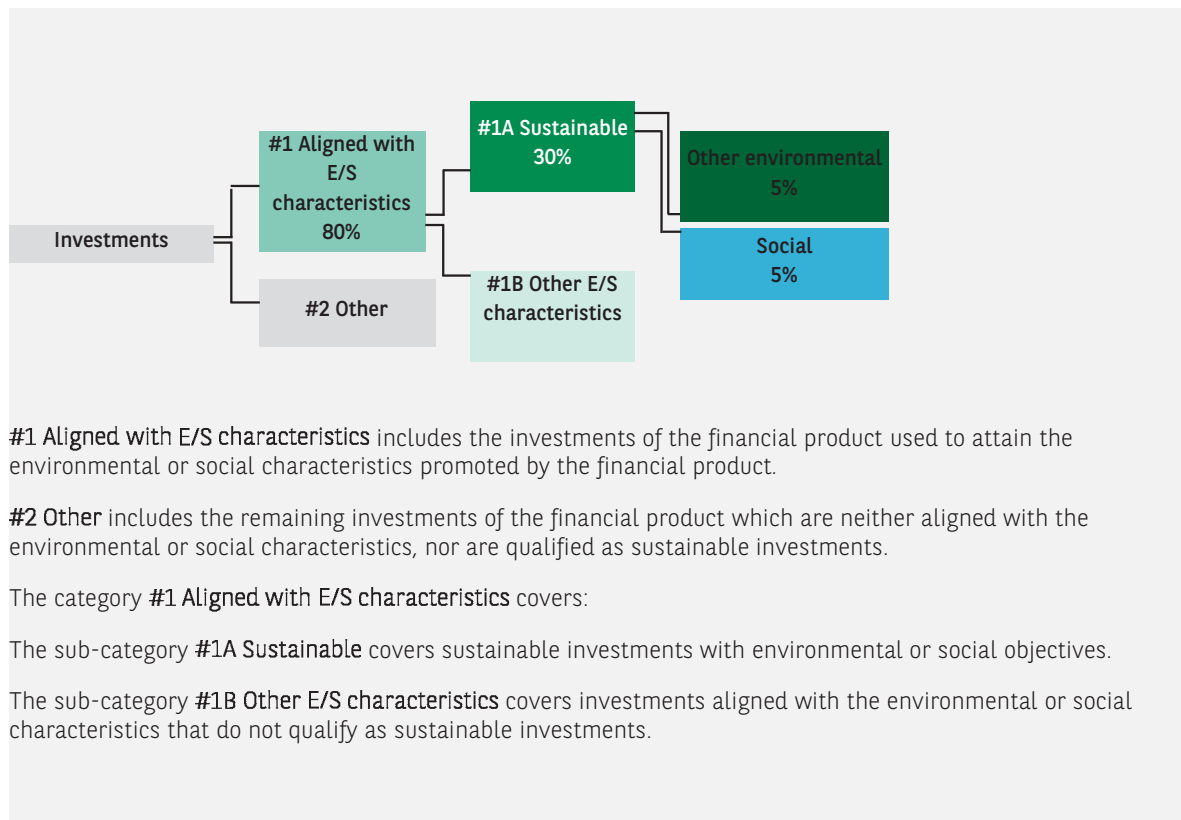 #1A Sustainable
30%
#1 Aligned with
E/S
characteristics
80%
Other environmental
5%
Investments
Social
5%
#1B Other E/S
characteristics
#2 Other
#1 Aligned with E/S characteristics includes the investments of the financial product used to attain the
environmental or social characteristics promoted by the financial product.
#2 Other includes the remaining investments of the financial product which are neither aligned with the
environmental or social characteristics, nor are qualified as sustainable investments.
The category #1 Aligned with E/S characteristics covers:
The sub-category #1A Sustainable covers sustainable investments with environmental or social objectives.
The sub-category #1B Other E/S characteristics covers investments aligned with the environmental or social
characteristics that do not qualify as sustainable investments.